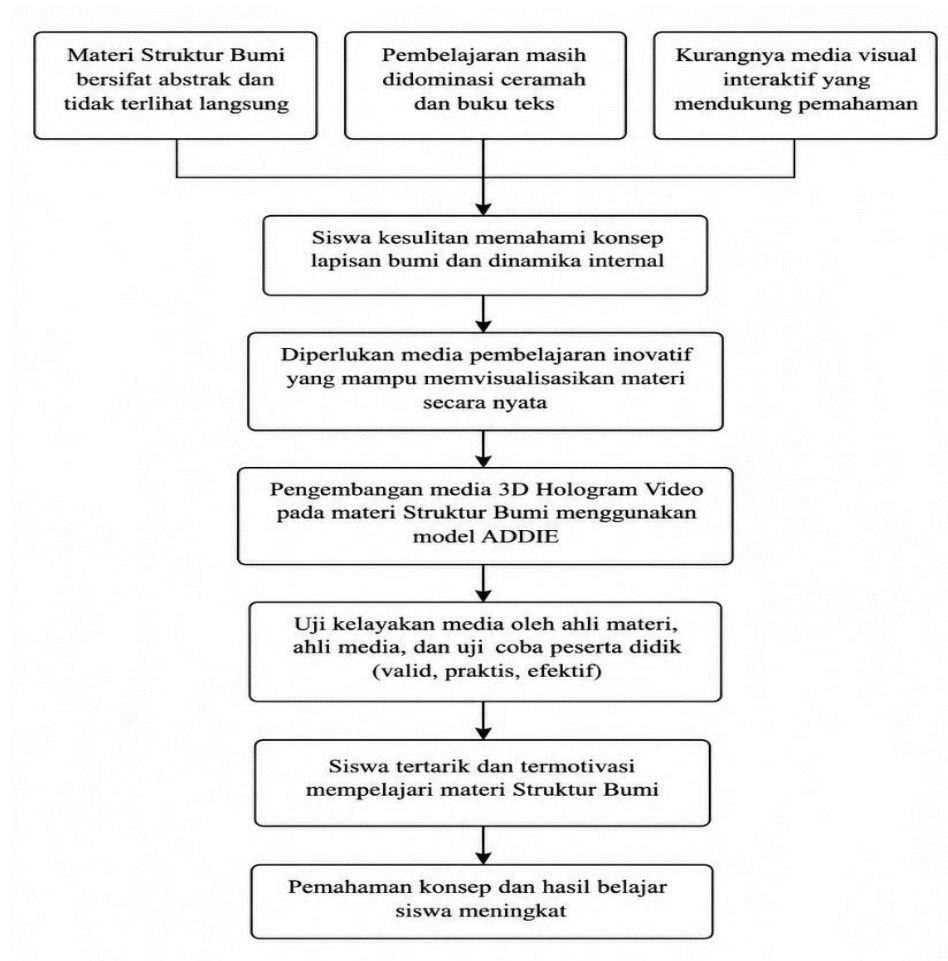 Materi Struktur Bumi
bersifat abstrak dan
tidak terlihat langsung
Pembelajaran masih
didominasi ceramah
dan buku teks
Kurangnya media visual
interaktif yang
mendukung pemahaman
Siswa kesulitan memahami konsep
lapisan bumi dan dinamika internal
Diperlukan media pembelajaran inovatif
yang mampu memvisualisasikan materi
secara nyata
Pengembangan media 3D Hologram Video
pada materi Struktur Bumi menggunakan
model ADDIE
Uji kelayakan media oleh ahli materi,
ahli media, dan uji coba peserta didik
(valid, praktis, efektif)
Siswa tertarik dan termotivasi
mempelajari materi Struktur Bumi
Pemahaman konsep dan hasil belajar
siswa meningkat